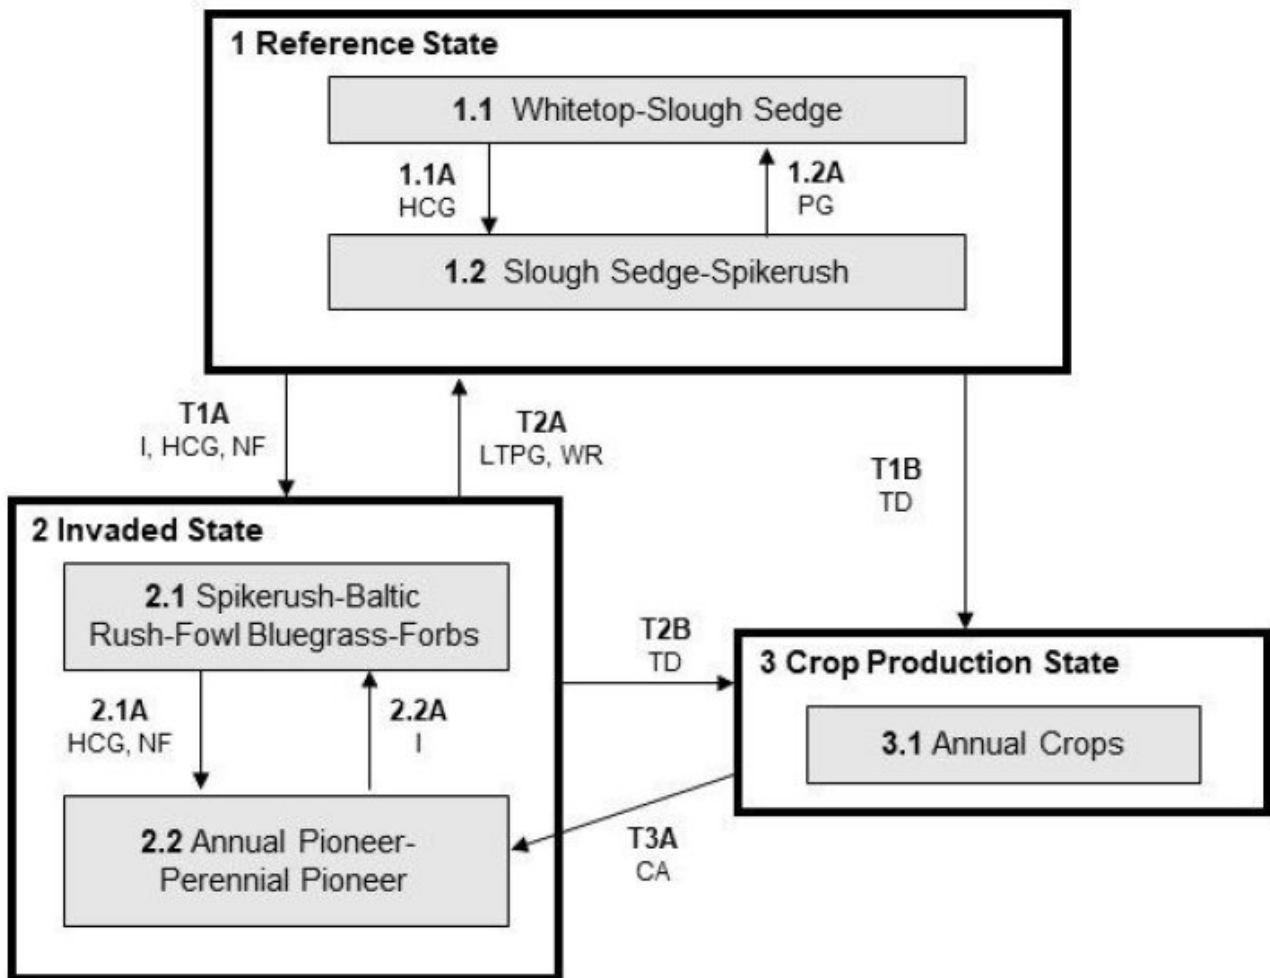 1 Reference State
1.1 Whitetop-Slough Sedge
1.1A
HCG
1.2A
PG
1.2 Slough Sedge-Spikerush
T1A
I, HCG, NF
T2A
LTPG, WR
T1B
TD
2 Invaded State
2.1 Spikerush-Baltic
Rush-Fowl Bluegrass-Forbs
2.1A
HCG, NF
2.2A
I
2.2 Annual Pioneer-
Perennial Pioneer
T2B
TD
3 Crop Production State
3.1 Annual Crops
T3A
CA